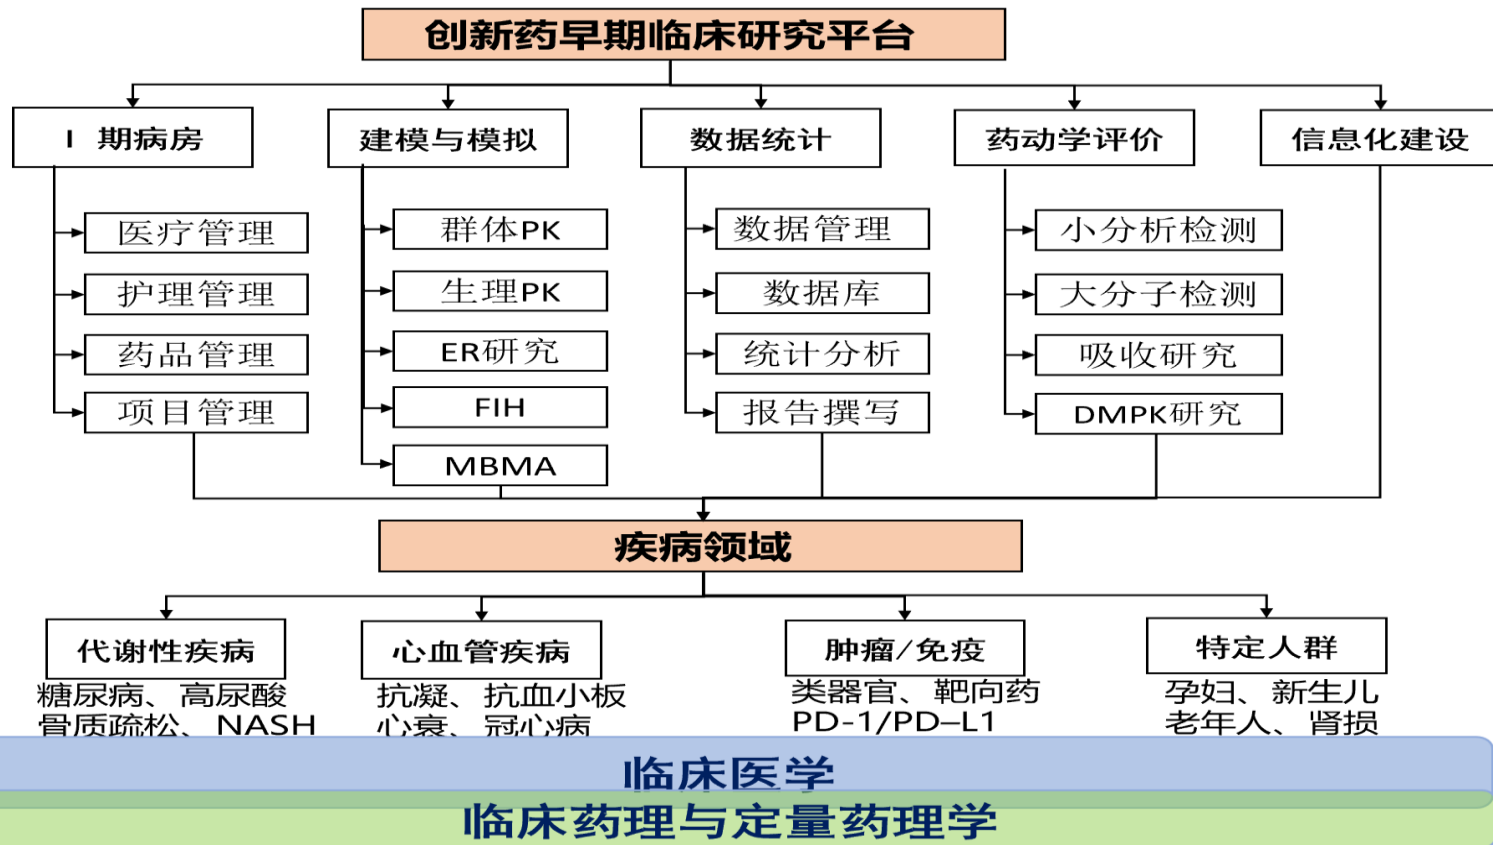 创新药早期临床研究平台
I 期病房
建模与模拟
数据统计
药动学评价
信息化建设
医疗管理
护理管理
药品管理
项目管理
群体PK
生理PK
ER研究
FIH
MBMA
数据管理
数据库
统计分析
报告撰写
小分析检测
大分子检测
吸收研究
DMPK研究
疾病领域
代谢性疾病
糖尿病、高尿酸
骨质疏松、NASH
心血管疾病
抗凝、抗血小板
心衰、冠心病
肿瘤/免疫
类器官、靶向药
PD-1/PD–L1
特定人群
孕妇、新生儿
老年人、肾损
临床医学
临床药理与定量药理学